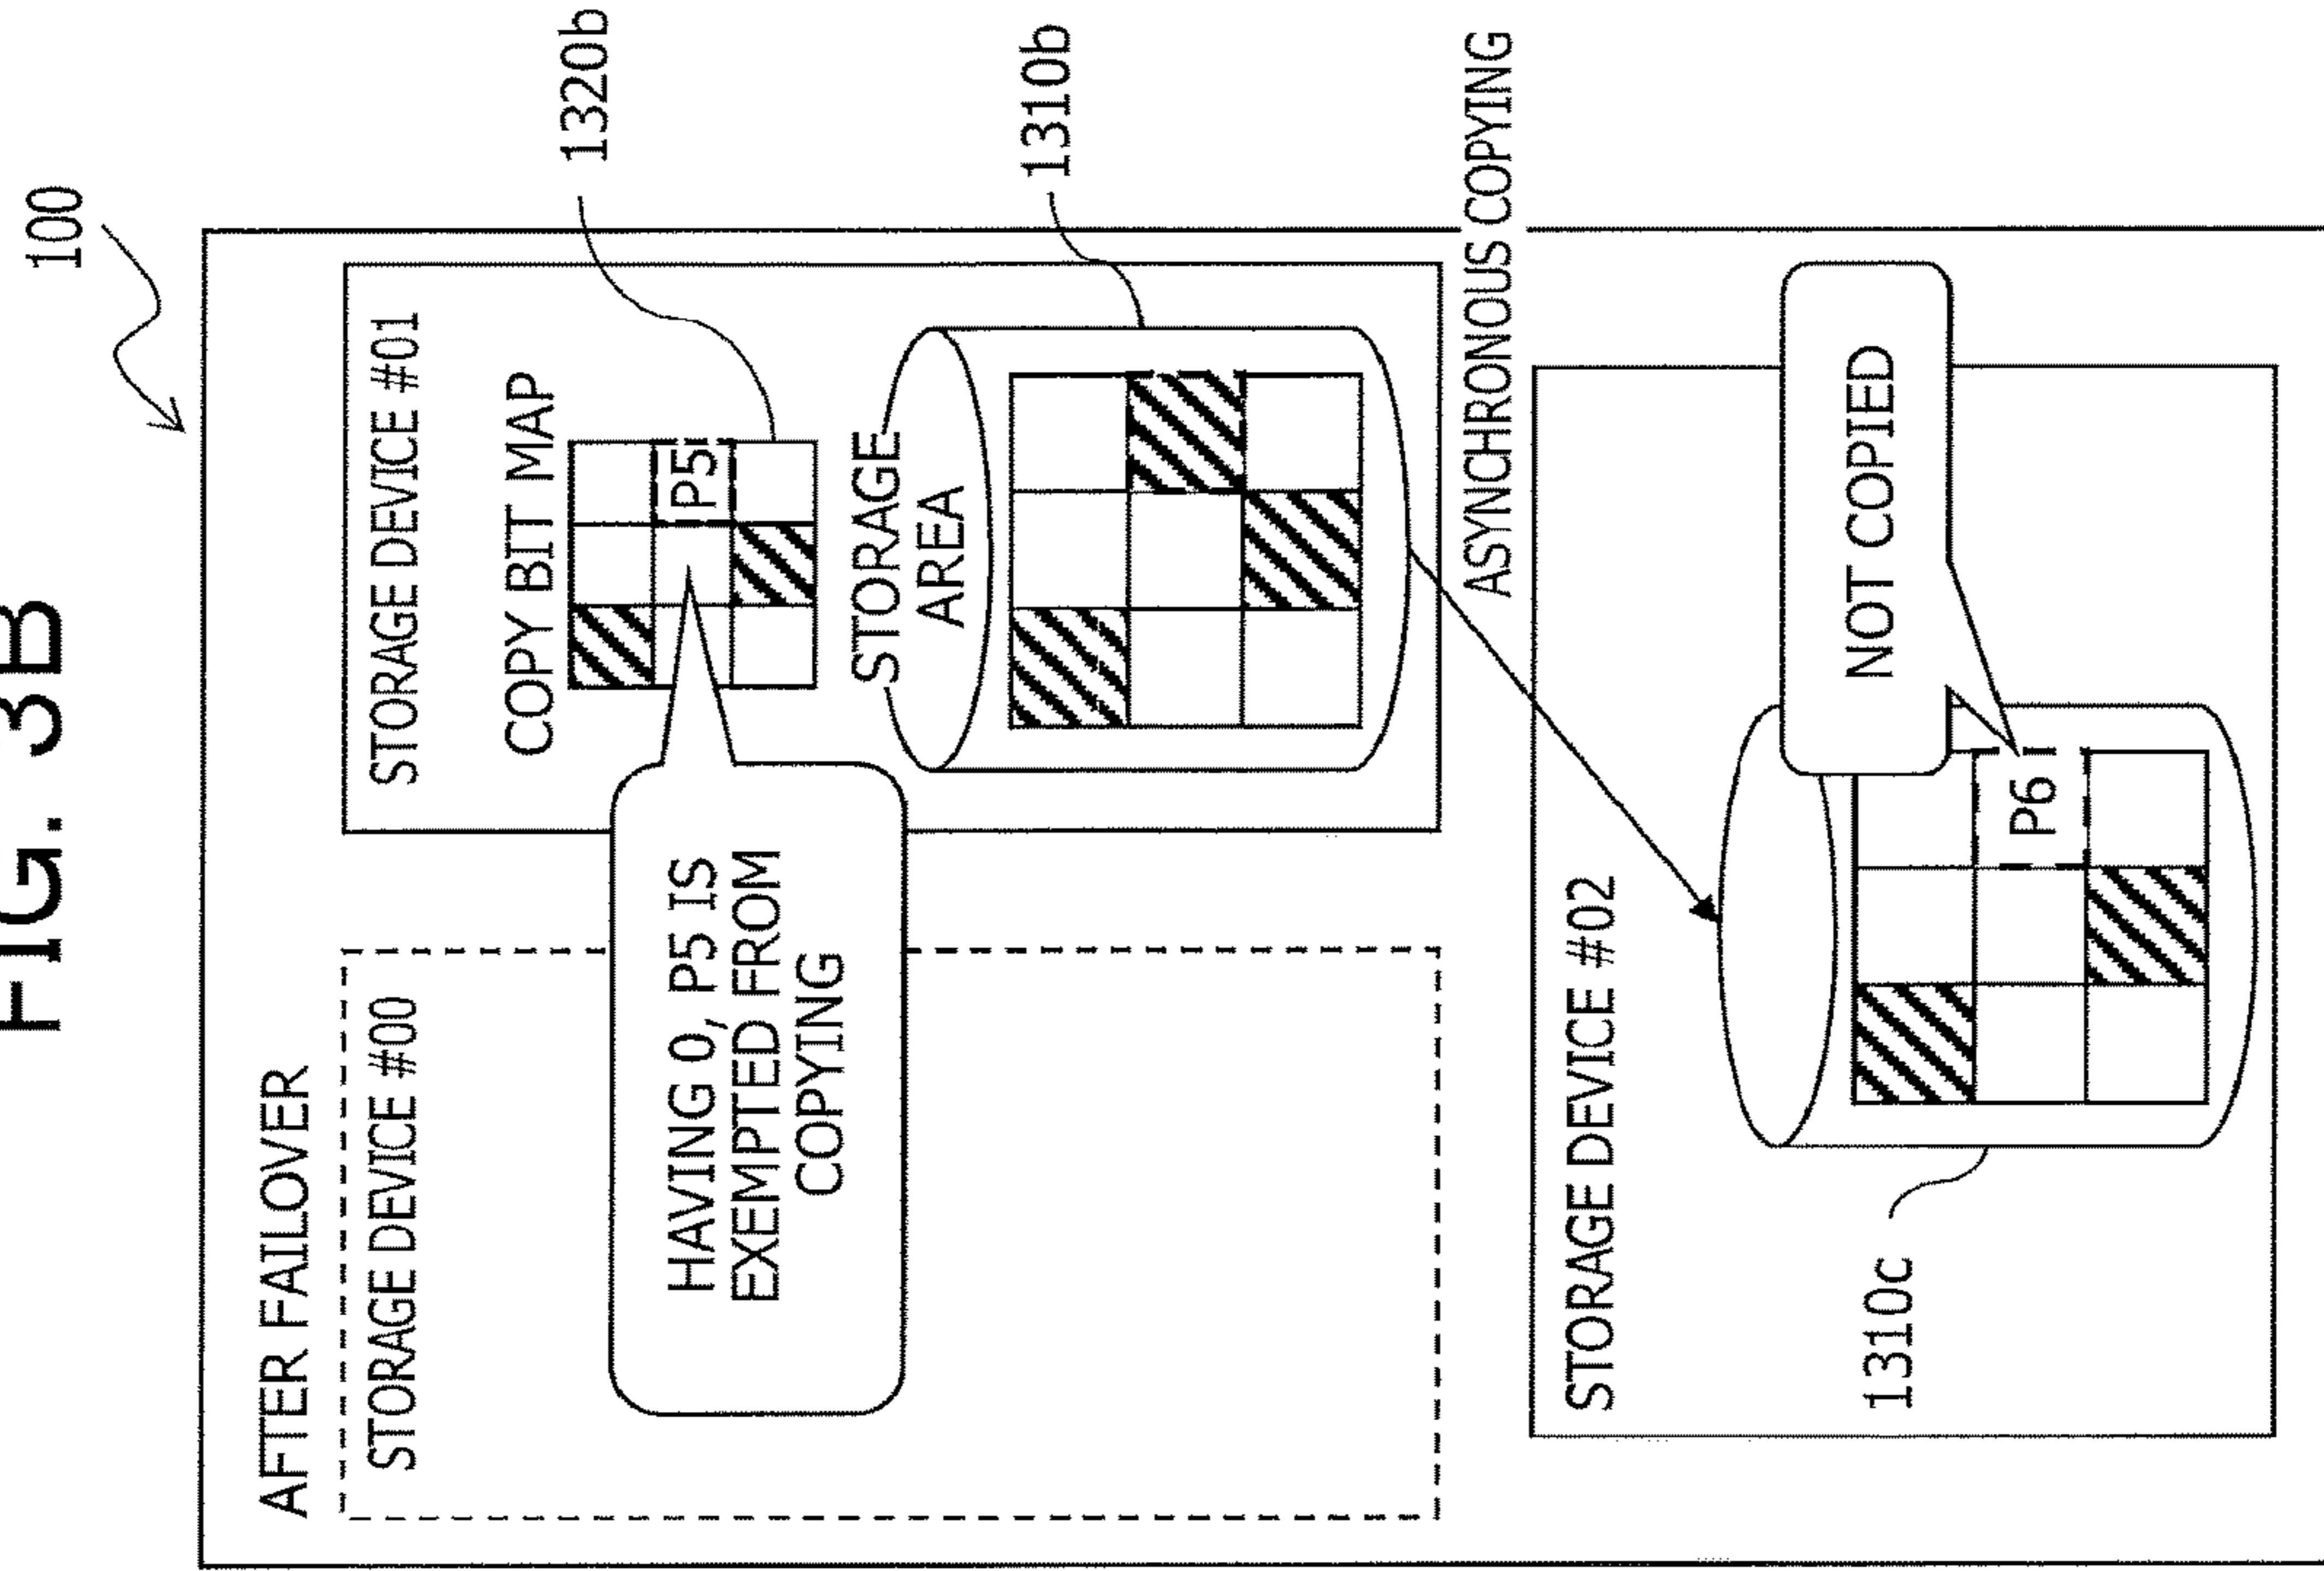 FIG. 3B
100
AFTER FAILOVER
STORAGE DEVICE #00
STORAGE DEVICE #01
COPY BIT MAP
1320b
P5
HAVING 0, P5 IS
EXEMPTED FROM
COPYING
STORAGE
AREA
1310b
ASYNCHRONOUS COPYING
STORAGE DEVICE #02
NOT COPIED
P6
1310c